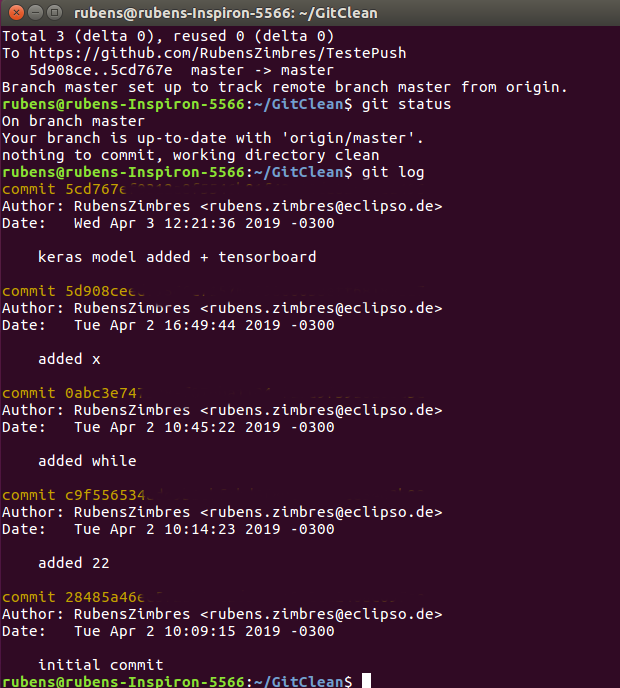 rubens@rubens-Inspiron-5566: ~/GitClean
Total 3 (delta 0), reused 0 (delta 0)
To https://github.com/RubensZimbres/TestePush
   5d908ce..5cd767e  master -> master
Branch master set up to track remote branch master from origin.
rubens@rubens-Inspiron-5566:~/GitClean$ git status
On branch master
Your branch is up-to-date with 'origin/master'.
nothing to commit, working directory clean
rubens@rubens-Inspiron-5566:~/GitClean$ git log
commit 5cd767e
Author: RubensZimbres <rubens.zimbres@eclipso.de>
Date:   Wed Apr 3 12:21:36 2019 -0300
    keras model added + tensorboard
commit 5d908ce
Author: RubensZimbres <rubens.zimbres@eclipso.de>
Date:   Tue Apr 2 16:49:44 2019 -0300
    added x
commit 0abc3e74
Author: RubensZimbres <rubens.zimbres@eclipso.de>
Date:   Tue Apr 2 10:45:22 2019 -0300
    added while
commit c9f556534
Author: RubensZimbres <rubens.zimbres@eclipso.de>
Date:   Tue Apr 2 10:14:23 2019 -0300
    added 22
commit 28485a46
Author: RubensZimbres <rubens.zimbres@eclipso.de>
Date:   Tue Apr 2 10:09:15 2019 -0300
    initial commit
rubens@rubens-Inspiron-5566:~/GitClean$